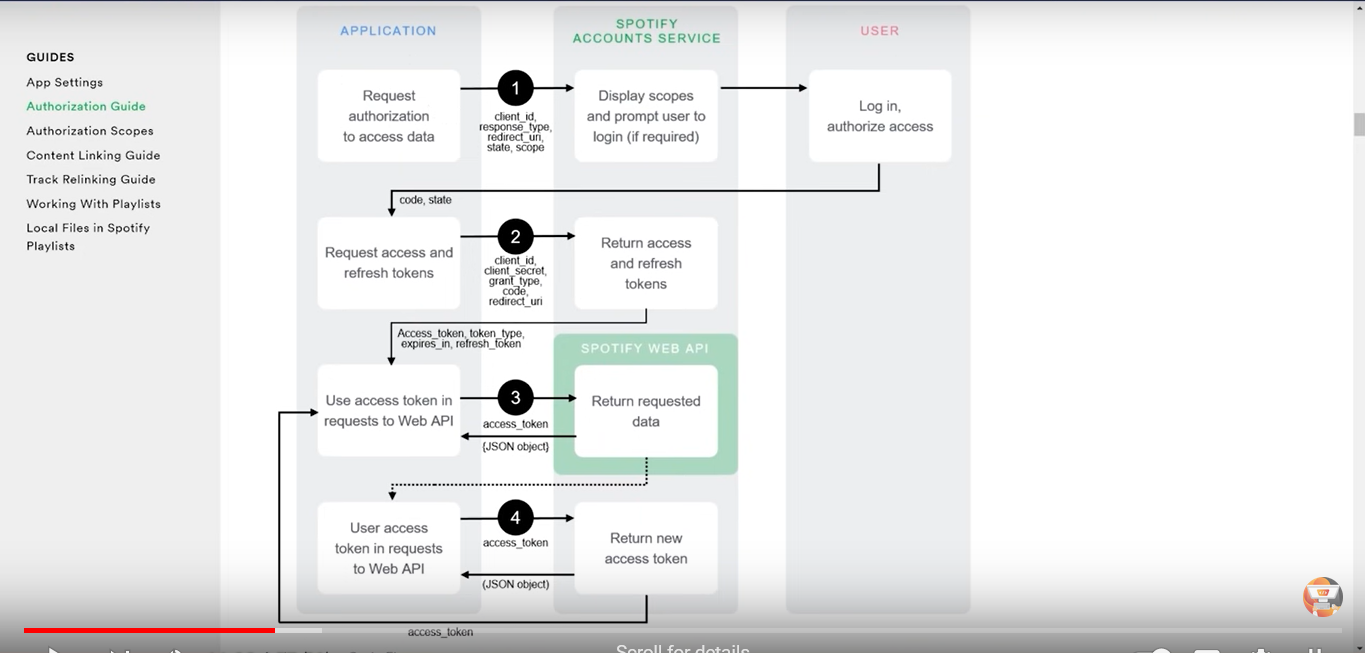 GUIDES
App Settings
Authorization Guide
Authorization Scopes
Content Linking Guide
Track Relinking Guide
Working With Playlists
Local Files in Spotify
Playlists
APPLICATION
SPOTIFY
ACCOUNTS SERVICE
USER
Request
authorization
to access data
1
client_id,
response_type,
redirect_uri,
state, scope
Display scopes
and prompt user to
login (if required)
Log in,
authorize access
code, state
Request access and
refresh tokens
2
client_id,
client_secret,
grant_type,
code,
redirect_uri
Return access
and refresh
tokens
Access_token, token_type,
expires_in, refresh_token
SPOTIFY WEB API
Use access token in
requests to Web API
3
access_token
{JSON object}
Return requested
data
User access
token in requests
to Web API
4
access_token
{JSON object}
Return new
access token
access_token
Scroll for details